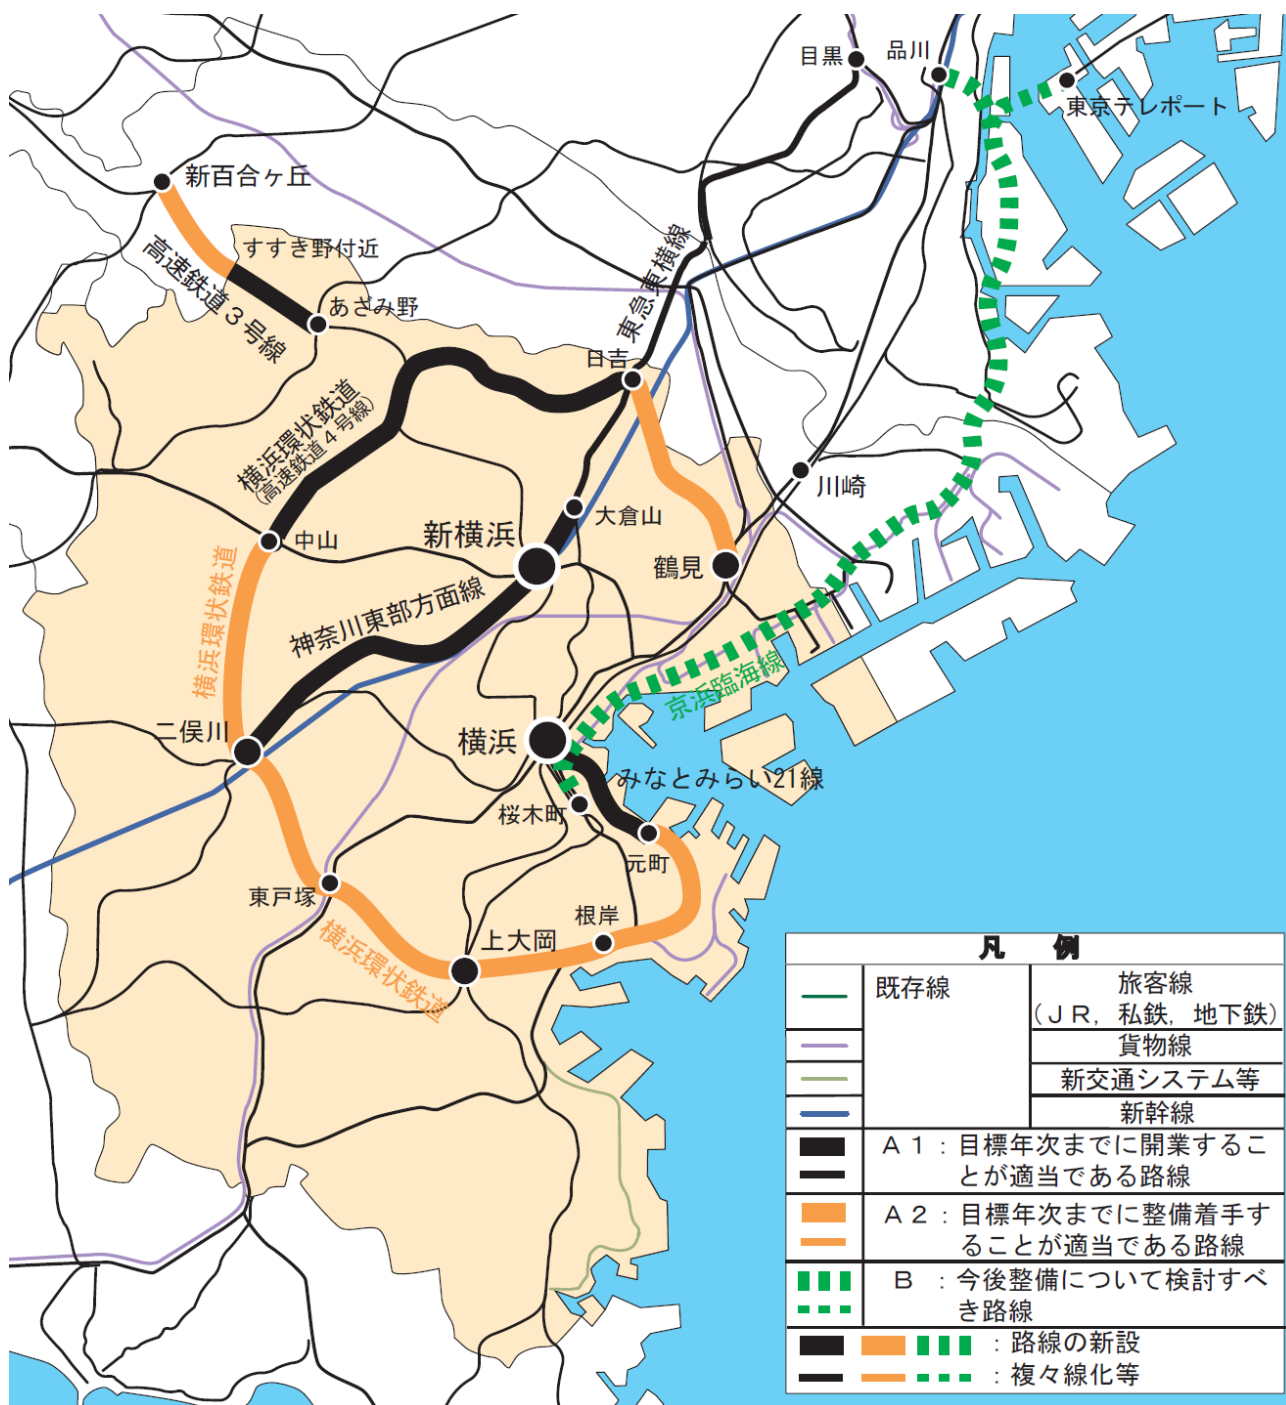 目黒
品川
東京テレポート
新百合ヶ丘
すすき野付近
高速鉄道３号線
あざみ野
東急東横線
日吉
横浜環状鉄道
(高速鉄道４号線)
川崎
大倉山
新横浜
中山
鶴見
横浜環状鉄道
神奈川東部方面線
京浜臨海線
二俣川
横浜
みなとみらい21線
桜木町
元町
東戸塚
根岸
上大岡
横浜環状鉄道
凡　例
既存線
旅客線
(ＪＲ，私鉄，地下鉄)
貨物線
新交通システム等
新幹線
Ａ１：目標年次までに開業するこ
とが適当である路線
Ａ２：目標年次までに整備着手す
ることが適当である路線
Ｂ　：今後整備について検討すべ
き路線
：路線の新設
：複々線化等